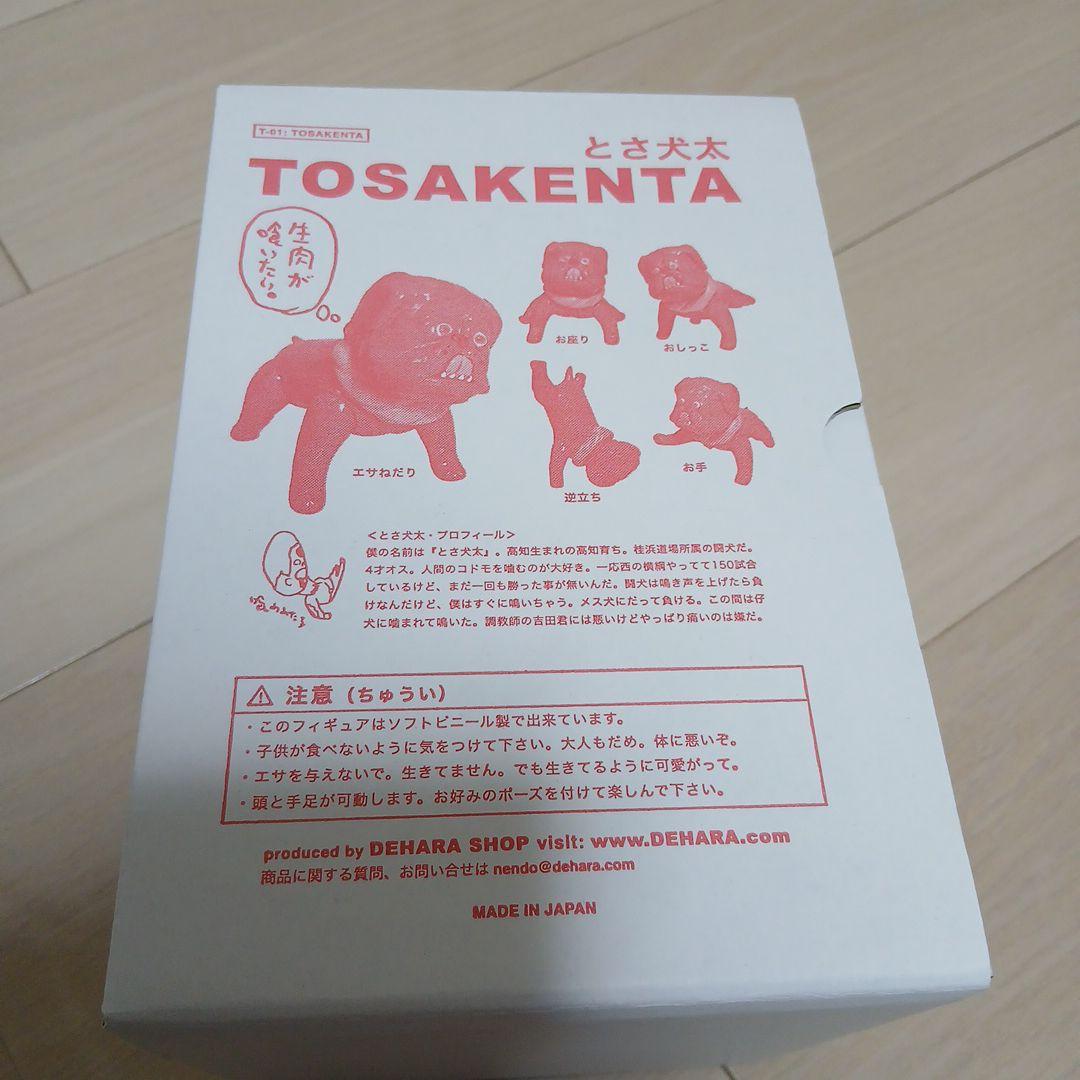 T-01: TOSAKENTA
とさ犬太
TOSAKENTA
生肉が
喰いたい。
エサねだり
お座り
おしっこ
逆立ち
お手
＜とさ犬太・プロフィール＞
僕の名前は『とさ犬太』。高知生まれの高知育ち。桂浜道場所属の闘犬だ。
4才オス。人間のコドモを噛むのが大好き。一応西の横綱やってて150試合
しているけど、まだ一回も勝った事が無いんだ。闘犬は鳴き声を上げたら負
けなんだけど、僕はすぐに鳴いちゃう。メス犬にだって負ける。この間は仔
犬に噛まれて鳴いた。調教師の吉田君には悪いけどやっぱり痛いのは嫌だ。
注意（ちゅうい）
・このフィギュアはソフトビニール製で出来ています。
・子供が食べないように気をつけて下さい。大人もだめ。体に悪いぞ。
・エサを与えないで。生きてません。でも生きてるように可愛がって。
・頭と手足が可動します。お好みのポーズを付けて楽しんで下さい。
produced by DEHARA SHOP visit: www.DEHARA.com
商品に関する質問、お問い合せは nendo@dehara.com
MADE IN JAPAN